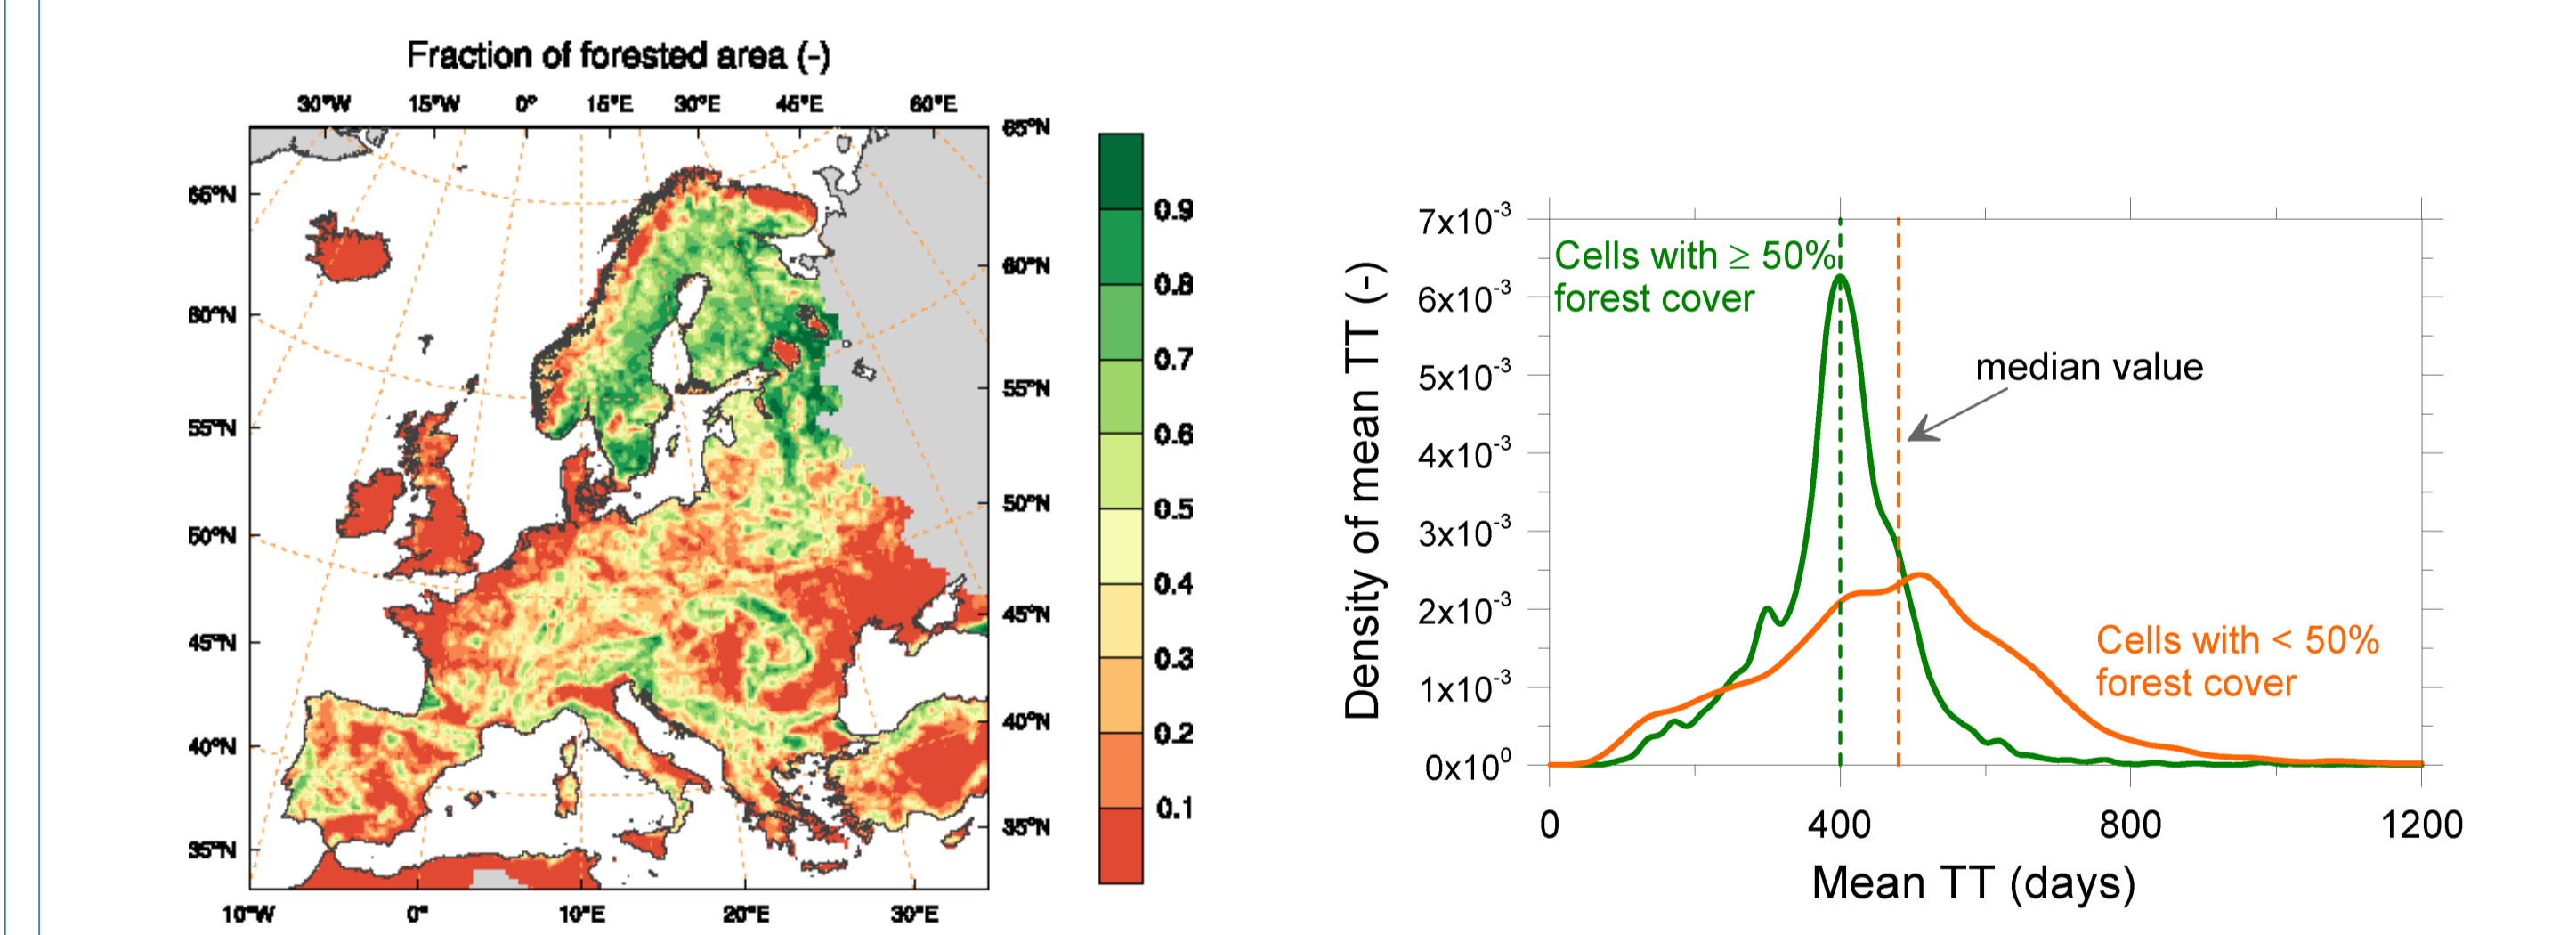 Fraction of forested area (-)
30°W 15°W 0° 15°E 30°E 45°E 60°E
65°N
65°N
60°N
60°N
55°N
55°N
50°N
50°N
45°N
45°N
40°N
40°N
35°N
35°N
10°W 0° 10°E 20°E 30°E
0.9
0.8
0.7
0.6
0.5
0.4
0.3
0.2
0.1
Density of mean TT (-)
7x10⁻³
6x10⁻³
5x10⁻³
4x10⁻³
3x10⁻³
2x10⁻³
1x10⁻³
0x10⁰
Cells with ≥ 50%
forest cover
median value
Cells with < 50%
forest cover
0 400 800 1200
Mean TT (days)